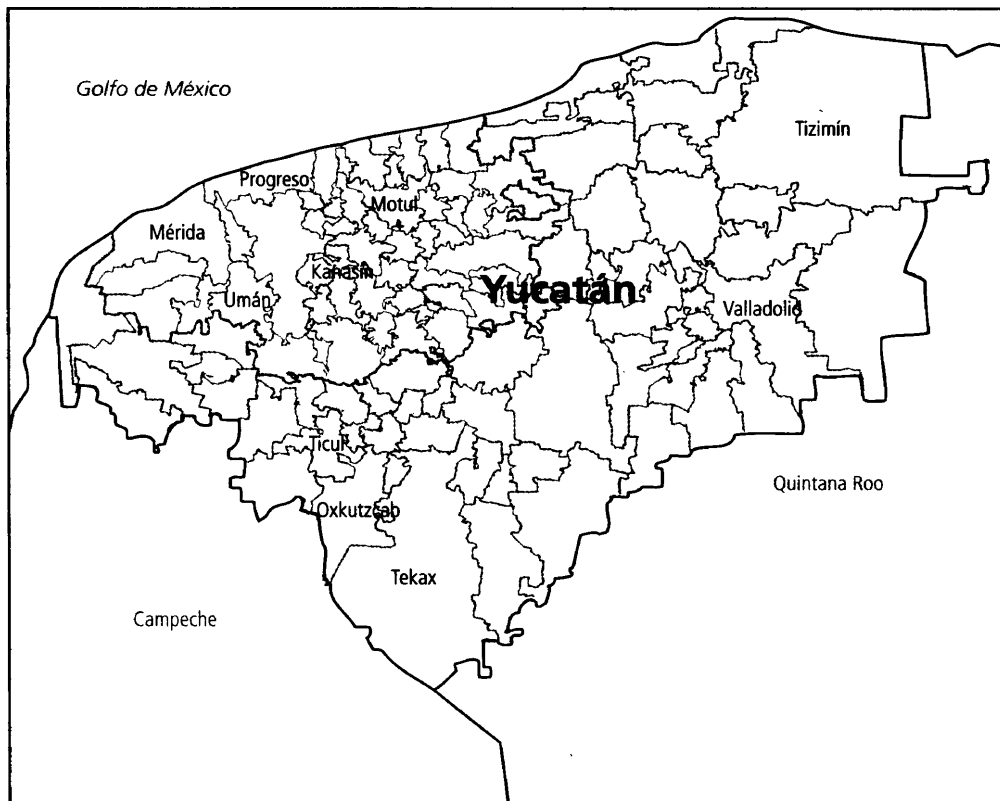 Golfo de México
Tizimín
Progreso
Motul
Mérida
Kanasín
Yucatán
Umán
Valladolid
Ticul
Quintana Roo
Oxkutzcab
Tekax
Campeche